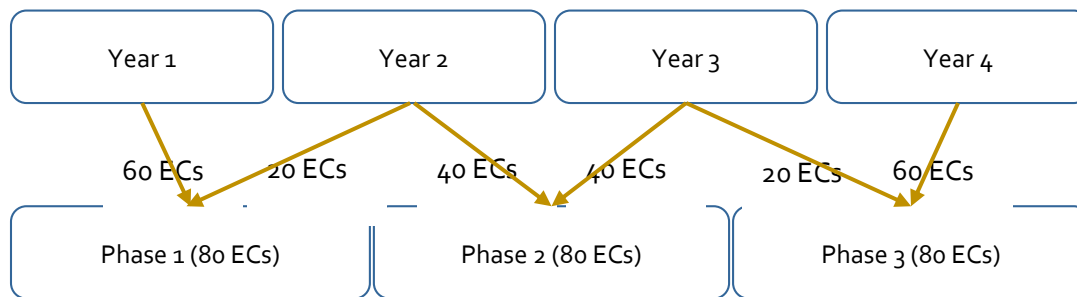 Year 1
Year 2
Year 3
Year 4
60 ECs
20 ECs
40 ECs
40 ECs
20 ECs
60 ECs
Phase 1 (80 ECs)
Phase 2 (80 ECs)
Phase 3 (80 ECs)